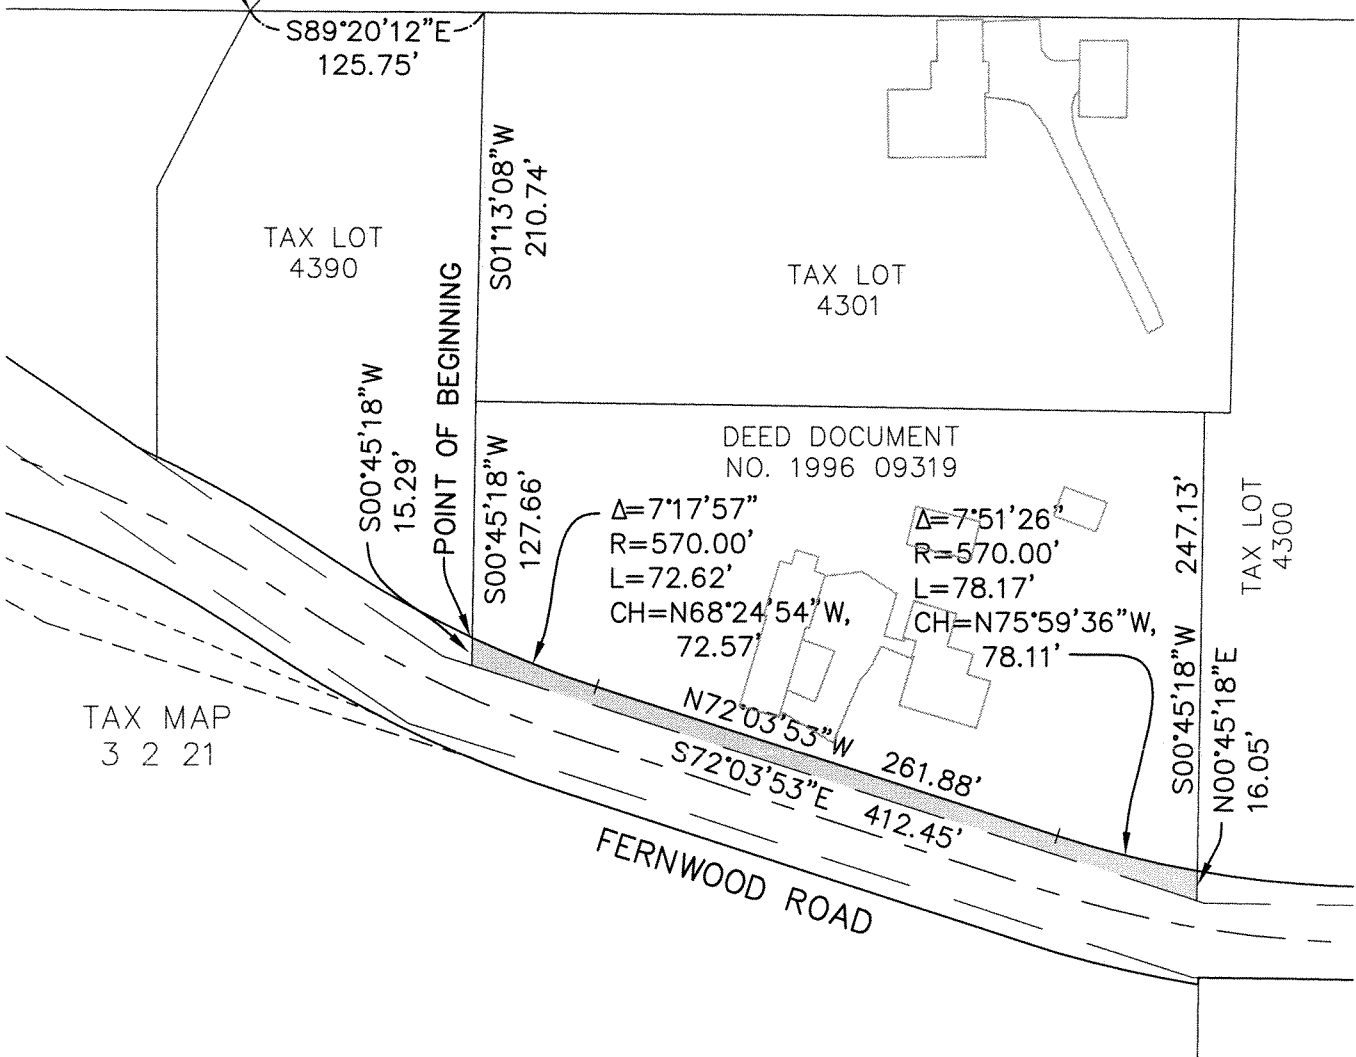 S89°20'12"E
125.75'
S01°13'08"W
210.74'
TAX LOT
4390
TAX LOT
4301
POINT OF BEGINNING
S00°45'18"W
15.29'
S00°45'18"W
127.66'
DEED DOCUMENT
NO. 1996 09319
Δ=7°17'57"
R=570.00'
L=72.62'
CH=N68°24'54"W,
72.57'
Δ=7°51'26"
R=570.00'
L=78.17'
CH=N75°59'36"W,
78.11'
S00°45'18"W 247.13'
TAX LOT
4300
N00°45'18"E
16.05'
N72°03'53"W 261.88'
S72°03'53"E 412.45'
TAX MAP
3 2 21
FERNWOOD ROAD